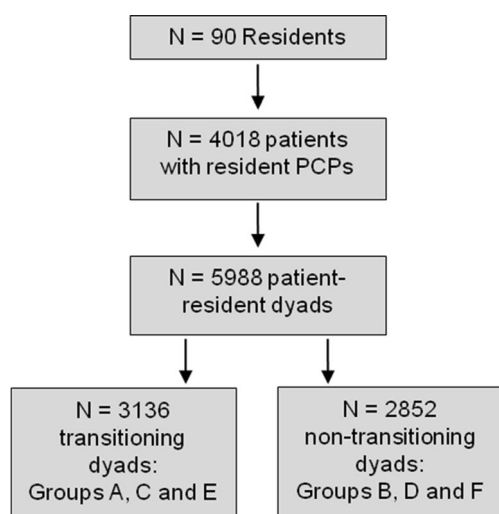 N = 90 Residents
N = 4018 patients
with resident PCPs
N = 5988 patient-
resident dyads
N = 3136
transitioning
dyads:
Groups A, C and E
N = 2852
non-transitioning
dyads:
Groups B, D and F